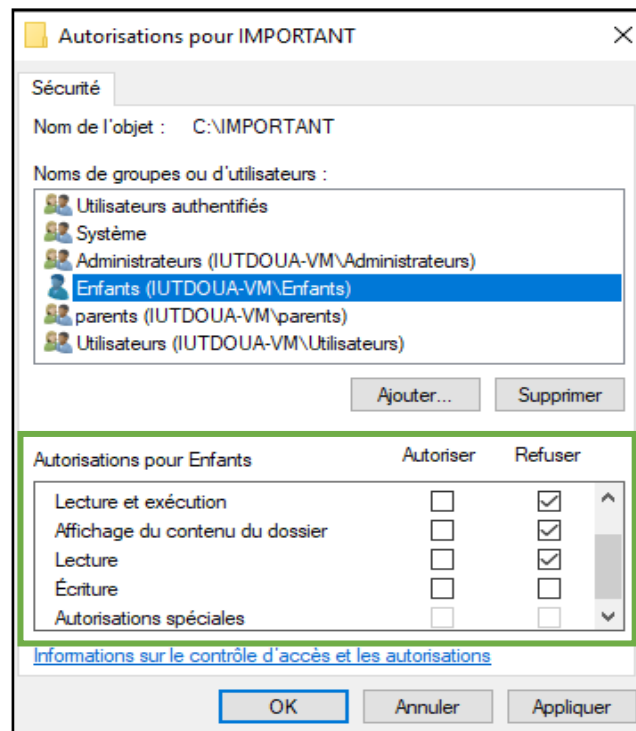 Autorisations pour IMPORTANT
Sécurité
Nom de l'objet : C:\IMPORTANT
Noms de groupes ou d'utilisateurs :
Utilisateurs authentifiés
Système
Administrateurs (IUTDOUA-VM\Administrateurs)
Enfants (IUTDOUA-VM\Enfants)
parents (IUTDOUA-VM\parents)
Utilisateurs (IUTDOUA-VM\Utilisateurs)
Ajouter... Supprimer
Autorisations pour Enfants Autoriser Refuser
Lecture et exécution
Affichage du contenu du dossier
Lecture
Écriture
Autorisations spéciales
Informations sur le contrôle d'accès et les autorisations
OK Annuler Appliquer